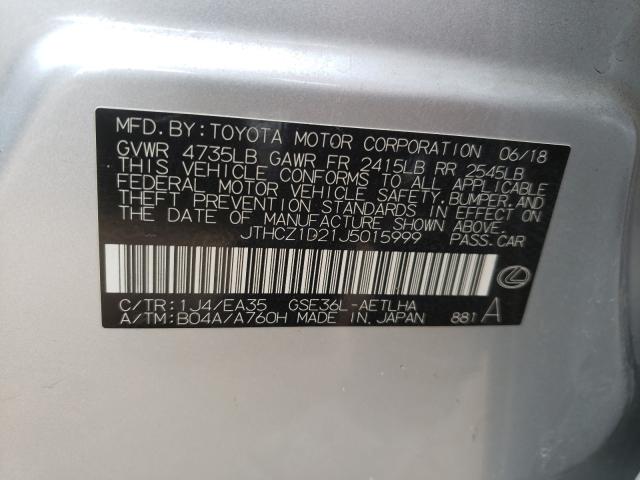 MFD. BY: TOYOTA MOTOR CORPORATION 06/18
GVWR 4735LB GAWR FR 2415LB RR 2545LB
THIS VEHICLE CONFORMS TO ALL APPLICABLE
FEDERAL MOTOR VEHICLE SAFETY, BUMPER, AND
THEFT PREVENTION STANDARDS IN EFFECT ON
THE DATE OF MANUFACTURE SHOWN ABOVE.
JTHCZ1D21J5015999 PASS. CAR
C/TR: 1J4/EA35 GSE36L-AETLHA
A/TM: B04A/A760H MADE IN JAPAN 881 A